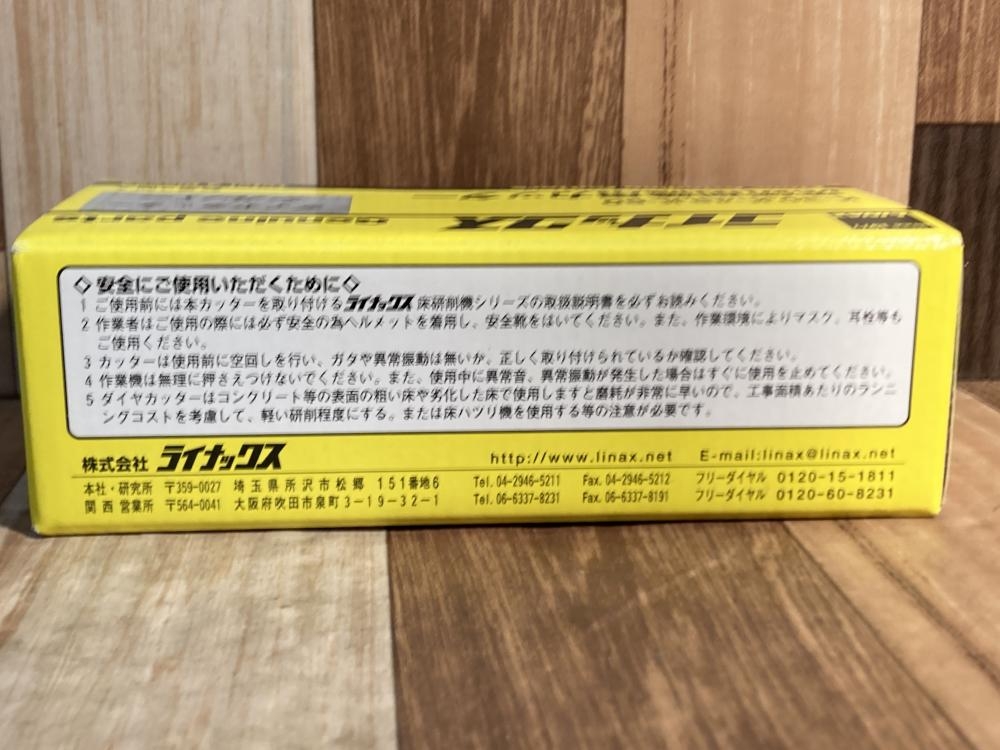 Genuine parts
ライナックス
◇ 安全にご使用いただくために◇
1 ご使用前には本カッターを取り付けるライナックス床研削機シリーズの取扱説明書を必ずお読みください。
2 作業者はご使用の際には必ず安全の為ヘルメットを着用し、安全靴をはいてください。また、作業環境によりマスク、耳栓等も
ご使用ください。
3 カッターは使用前に空回しを行い、ガタや異常振動は無いか、正しく取り付けられているか確認してください。
4 作業機は無理に押さえつけないでください。また、使用中に異常音、異常振動が発生した場合はすぐに使用を止めてください。
5 ダイヤカッターはコンクリート等の表面の粗い床や劣化した床で使用しますと磨耗が非常に早いので、工事面積あたりのランニ
ングコストを考慮して、軽い研削程度にする。または床ハツリ機を使用する等の注意が必要です。
株式会社 ライナックス http://www.linax.net E-mail:linax@linax.net
本社・研究所 〒359-0027 埼玉県所沢市松郷 151番地6 Tel. 04-2946-5211 Fax. 04-2946-5212 フリーダイヤル 0120-15-1811
関西営業所 〒564-0041 大阪府吹田市泉町3-19-32-1 Tel. 06-6337-8231 Fax. 06-6337-8191 フリーダイヤル 0120-60-8231